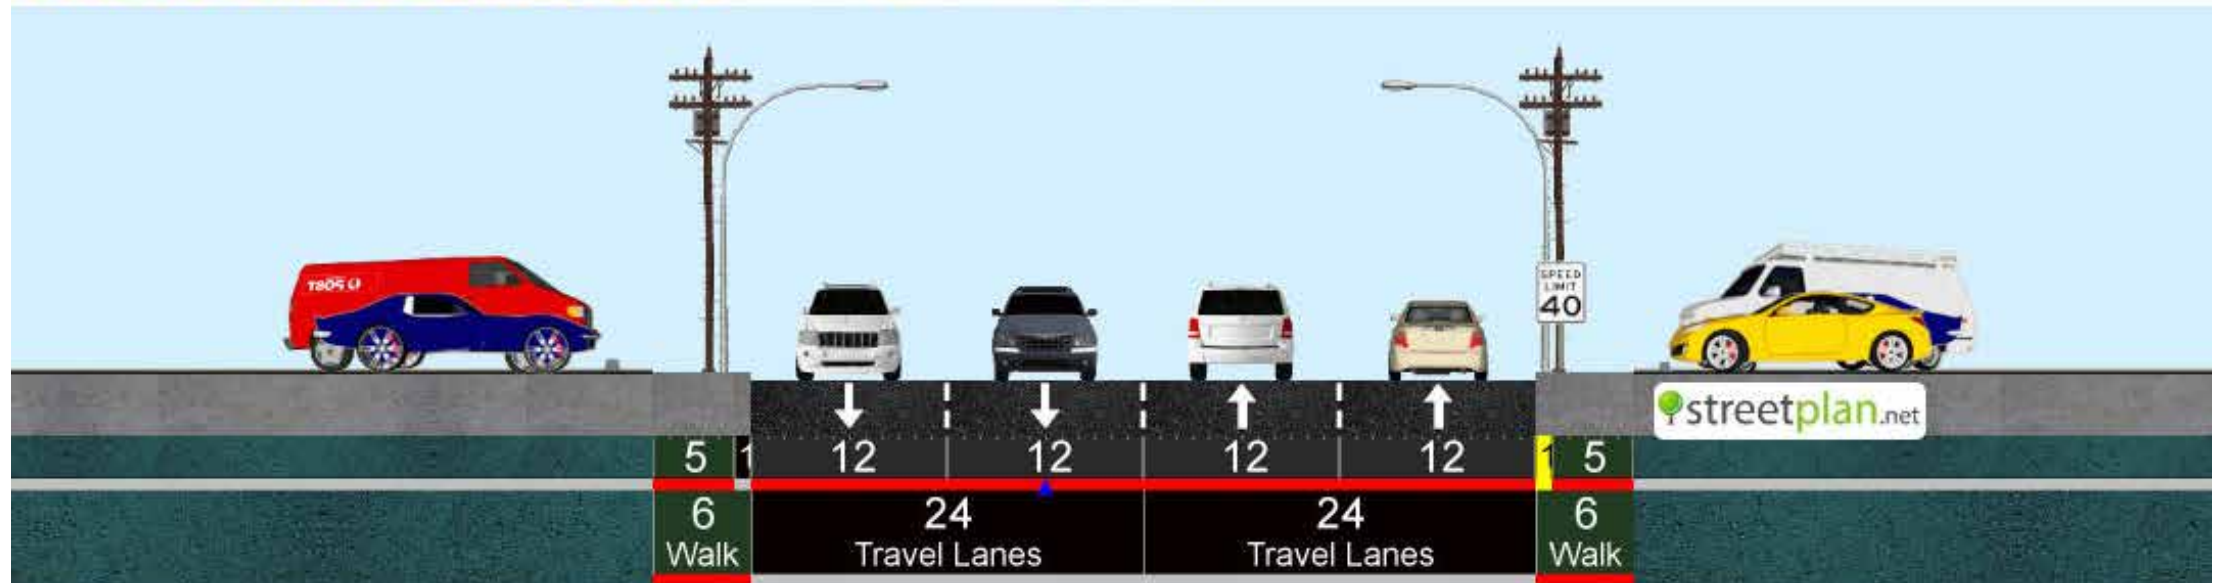 SPEED
LIMIT
40
streetplan.net
5 1 12 12 12 12 1 5
6 24 24 6
Walk Travel Lanes Travel Lanes Walk